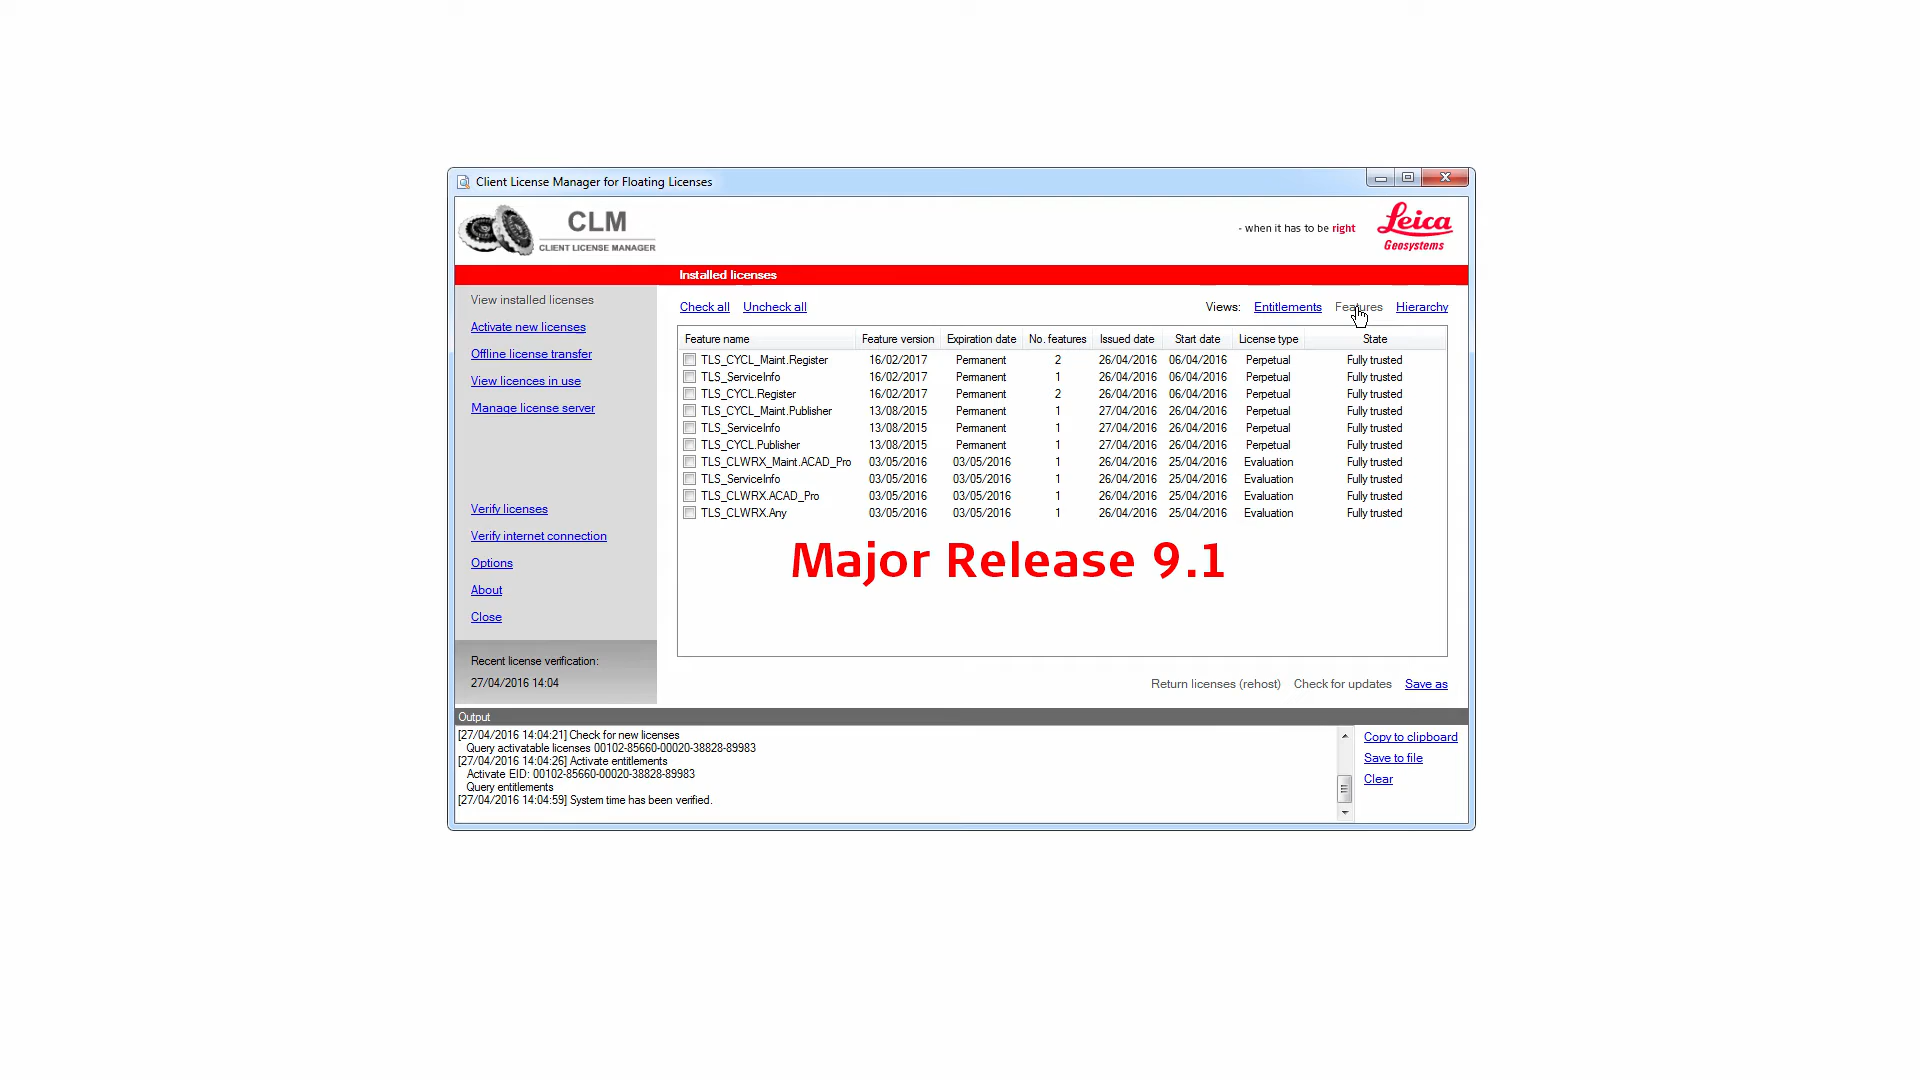 Client License Manager for Floating Licenses
CLM
CLIENT LICENSE MANAGER
- when it has to be right
Leica
Geosystems
Installed licenses
View installed licenses
Activate new licenses
Offline license transfer
View licences in use
Manage license server
Verify licenses
Verify internet connection
Options
About
Close
Recent license verification:
27/04/2016 14:04
Check all Uncheck all Views: Entitlements Features Hierarchy
Feature name Feature version Expiration date No. features Issued date Start date License type State
TLS_CYCL_Maint.Register 16/02/2017 Permanent 2 26/04/2016 06/04/2016 Perpetual Fully trusted
TLS_ServiceInfo 16/02/2017 Permanent 1 26/04/2016 06/04/2016 Perpetual Fully trusted
TLS_CYCL.Register 16/02/2017 Permanent 2 26/04/2016 06/04/2016 Perpetual Fully trusted
TLS_CYCL_Maint.Publisher 13/08/2015 Permanent 1 27/04/2016 26/04/2016 Perpetual Fully trusted
TLS_ServiceInfo 13/08/2015 Permanent 1 27/04/2016 26/04/2016 Perpetual Fully trusted
TLS_CYCL.Publisher 13/08/2015 Permanent 1 27/04/2016 26/04/2016 Perpetual Fully trusted
TLS_CLWRX_Maint.ACAD_Pro 03/05/2016 03/05/2016 1 26/04/2016 25/04/2016 Evaluation Fully trusted
TLS_ServiceInfo 03/05/2016 03/05/2016 1 26/04/2016 25/04/2016 Evaluation Fully trusted
TLS_CLWRX.ACAD_Pro 03/05/2016 03/05/2016 1 26/04/2016 25/04/2016 Evaluation Fully trusted
TLS_CLWRX.Any 03/05/2016 03/05/2016 1 26/04/2016 25/04/2016 Evaluation Fully trusted
Major Release 9.1
Return licenses (rehost) Check for updates Save as
Output
[27/04/2016 14:04:21] Check for new licenses
Query activatable licenses 00102-85660-00020-38828-89983
[27/04/2016 14:04:26] Activate entitlements
Activate EID: 00102-85660-00020-38828-89983
Query entitlements
[27/04/2016 14:04:59] System time has been verified.
Copy to clipboard
Save to file
Clear